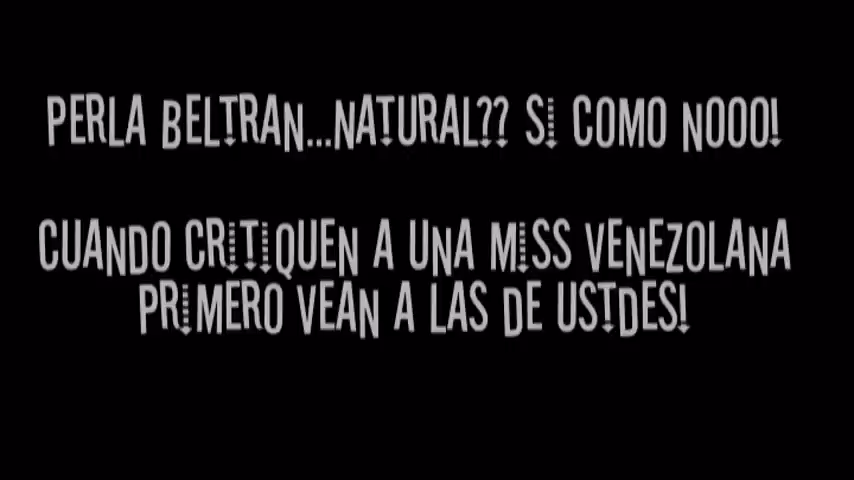 PERLA BELTRAN...NATURAL?? SI COMO NOOO!
CUANDO CRITIQUEN A UNA MISS VENEZOLANA
PRIMERO VEAN A LAS DE USTDES!